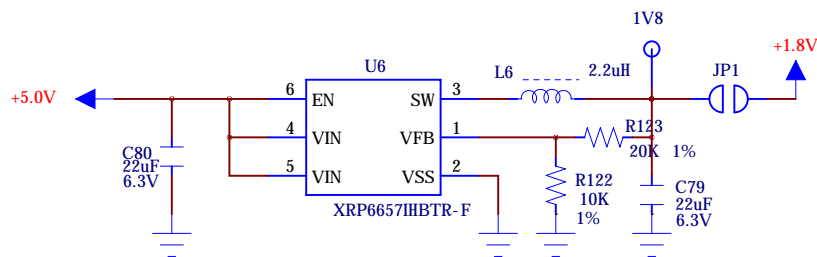 1V8
+1.8V
U6
L6
2.2uH
JP1
+5.0V
6
EN
SW
3
4
VIN
VFB
1
R123
20K 1%
5
VIN
VSS
2
C80
22uF
6.3V
R122
10K
1%
C79
22uF
6.3V
XRP6657IHBTR-F